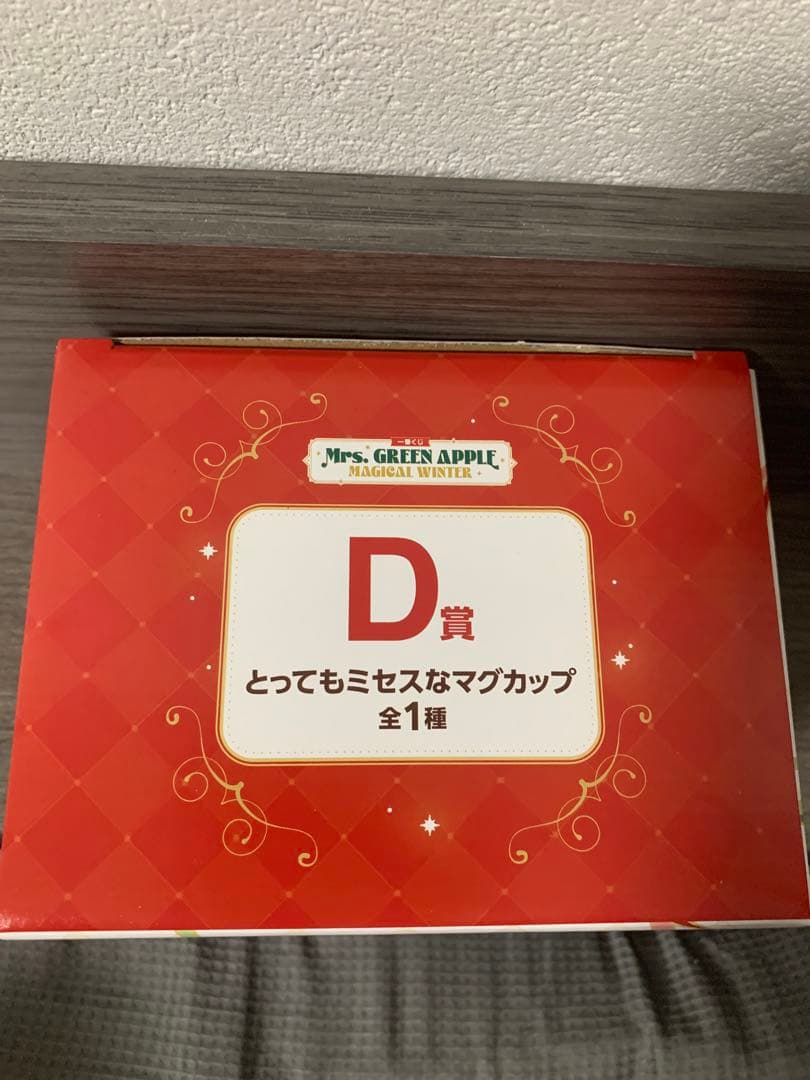 一番くじ
Mrs. GREEN APPLE
MAGICAL WINTER
D賞
とってもミセスなマグカップ
全1種